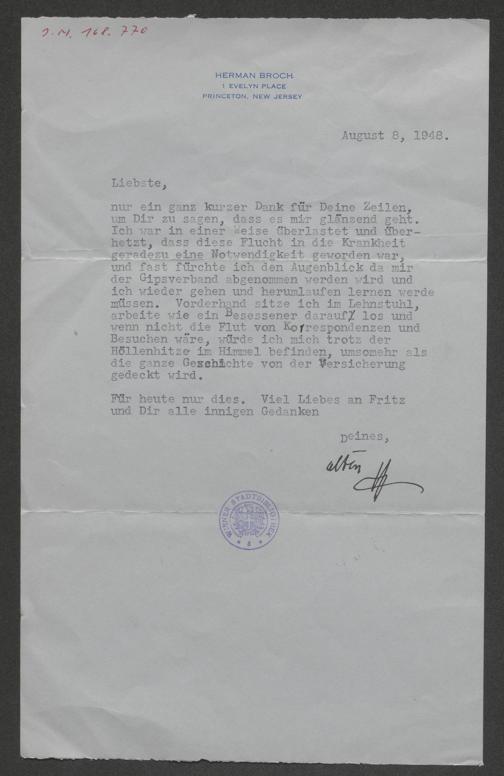 J.N. 168.770
HERMAN BROCH
1 EVELYN PLACE
PRINCETON, NEW JERSEY
August 8, 1948.
Liebste,
nur ein ganz kurzer Dank für Deine Zeilen,
um Dir zu sagen, dass es mir glänzend geht.
Ich war in einer Weise überlastet und über-
hetzt, dass diese Flucht in die Krankheit
geradezu eine Notwendigkeit geworden war,
und fast fürchte ich den Augenblick da mir
der Gipsverband abgenommen werden wird und
ich wieder gehen und herumlaufen lernen werde
müssen. Vorderhand sitze ich im Lehnstuhl,
arbeite wie ein Besessener darauf los und
wenn nicht die Flut von Korrespondenzen und
Besuchen wäre, würde ich mich trotz der
Höllenhitze im Himmel befinden, umsomehr als
die ganze Geschichte von der Versicherung
gedeckt wird.
Für heute nur dies. Viel Liebes an Fritz
und Dir alle innigen Gedanken
Deines,
alten
H
WIENER STADTBIBLIOTHEK